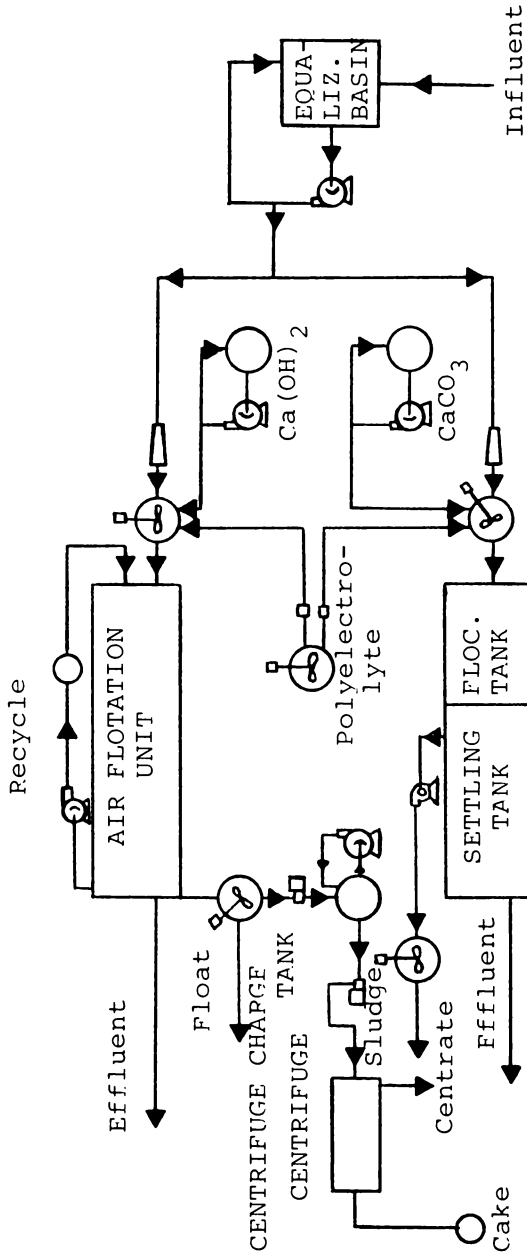 Recycle
AIR FLOTATION
UNIT
Effluent
Float
CENTRIFUGE CHARGE
TANK
CENTRIFUGE
Sludge
Cake
Centrate
Polyelectro-
lyte
Ca(OH)2
CaCO3
EQUA-
LIZ.
BASIN
Influent
FLOC.
TANK
SETTLING
TANK
Effluent